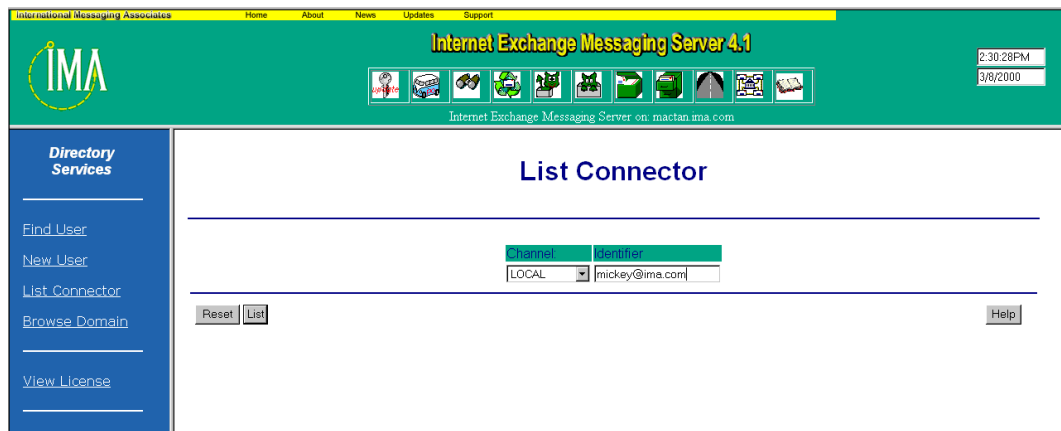 International Messaging Associates Home About News Updates Support
IMA
Internet Exchange Messaging Server 4.1
2:30:28PM
3/8/2000
update
Internet Exchange Messaging Server on: mactan.ima.com
Directory
Services
Find User
New User
List Connector
Browse Domain
View License
List Connector
Channel: Identifier
LOCAL mickey@ima.com
Reset List Help